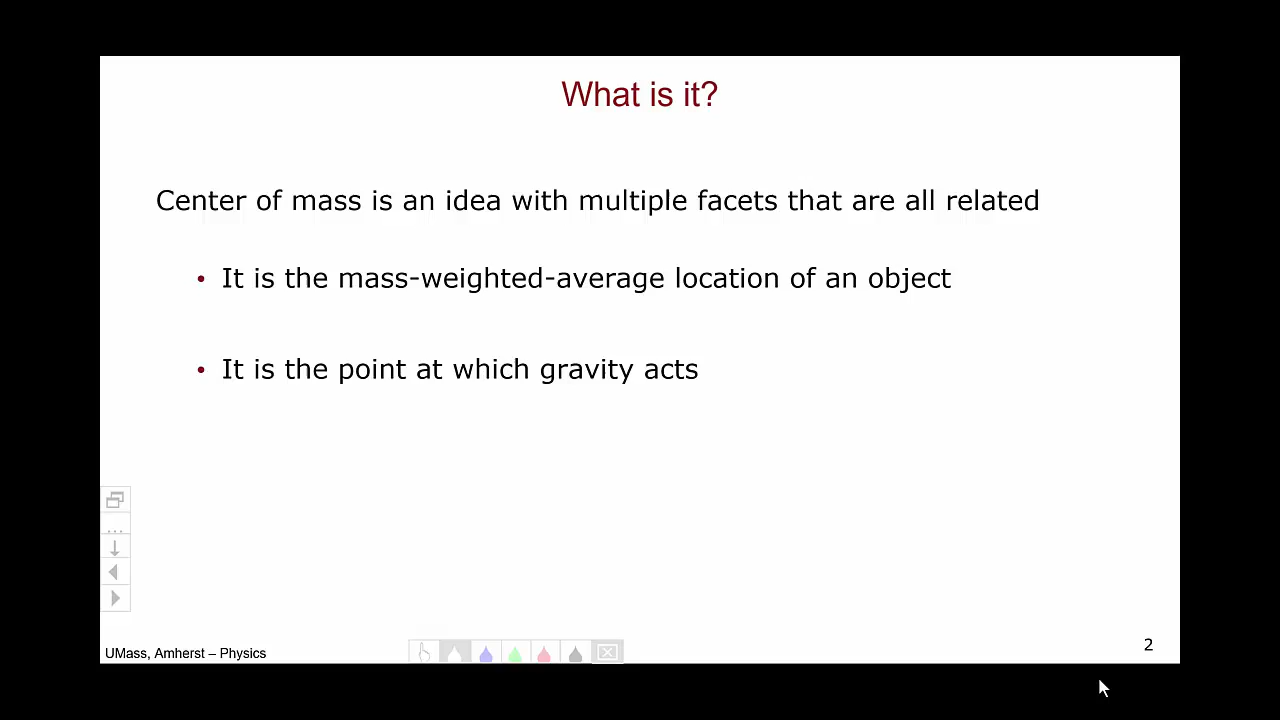 What is it?
Center of mass is an idea with multiple facets that are all related
• It is the mass-weighted-average location of an object
• It is the point at which gravity acts
UMass, Amherst – Physics
2